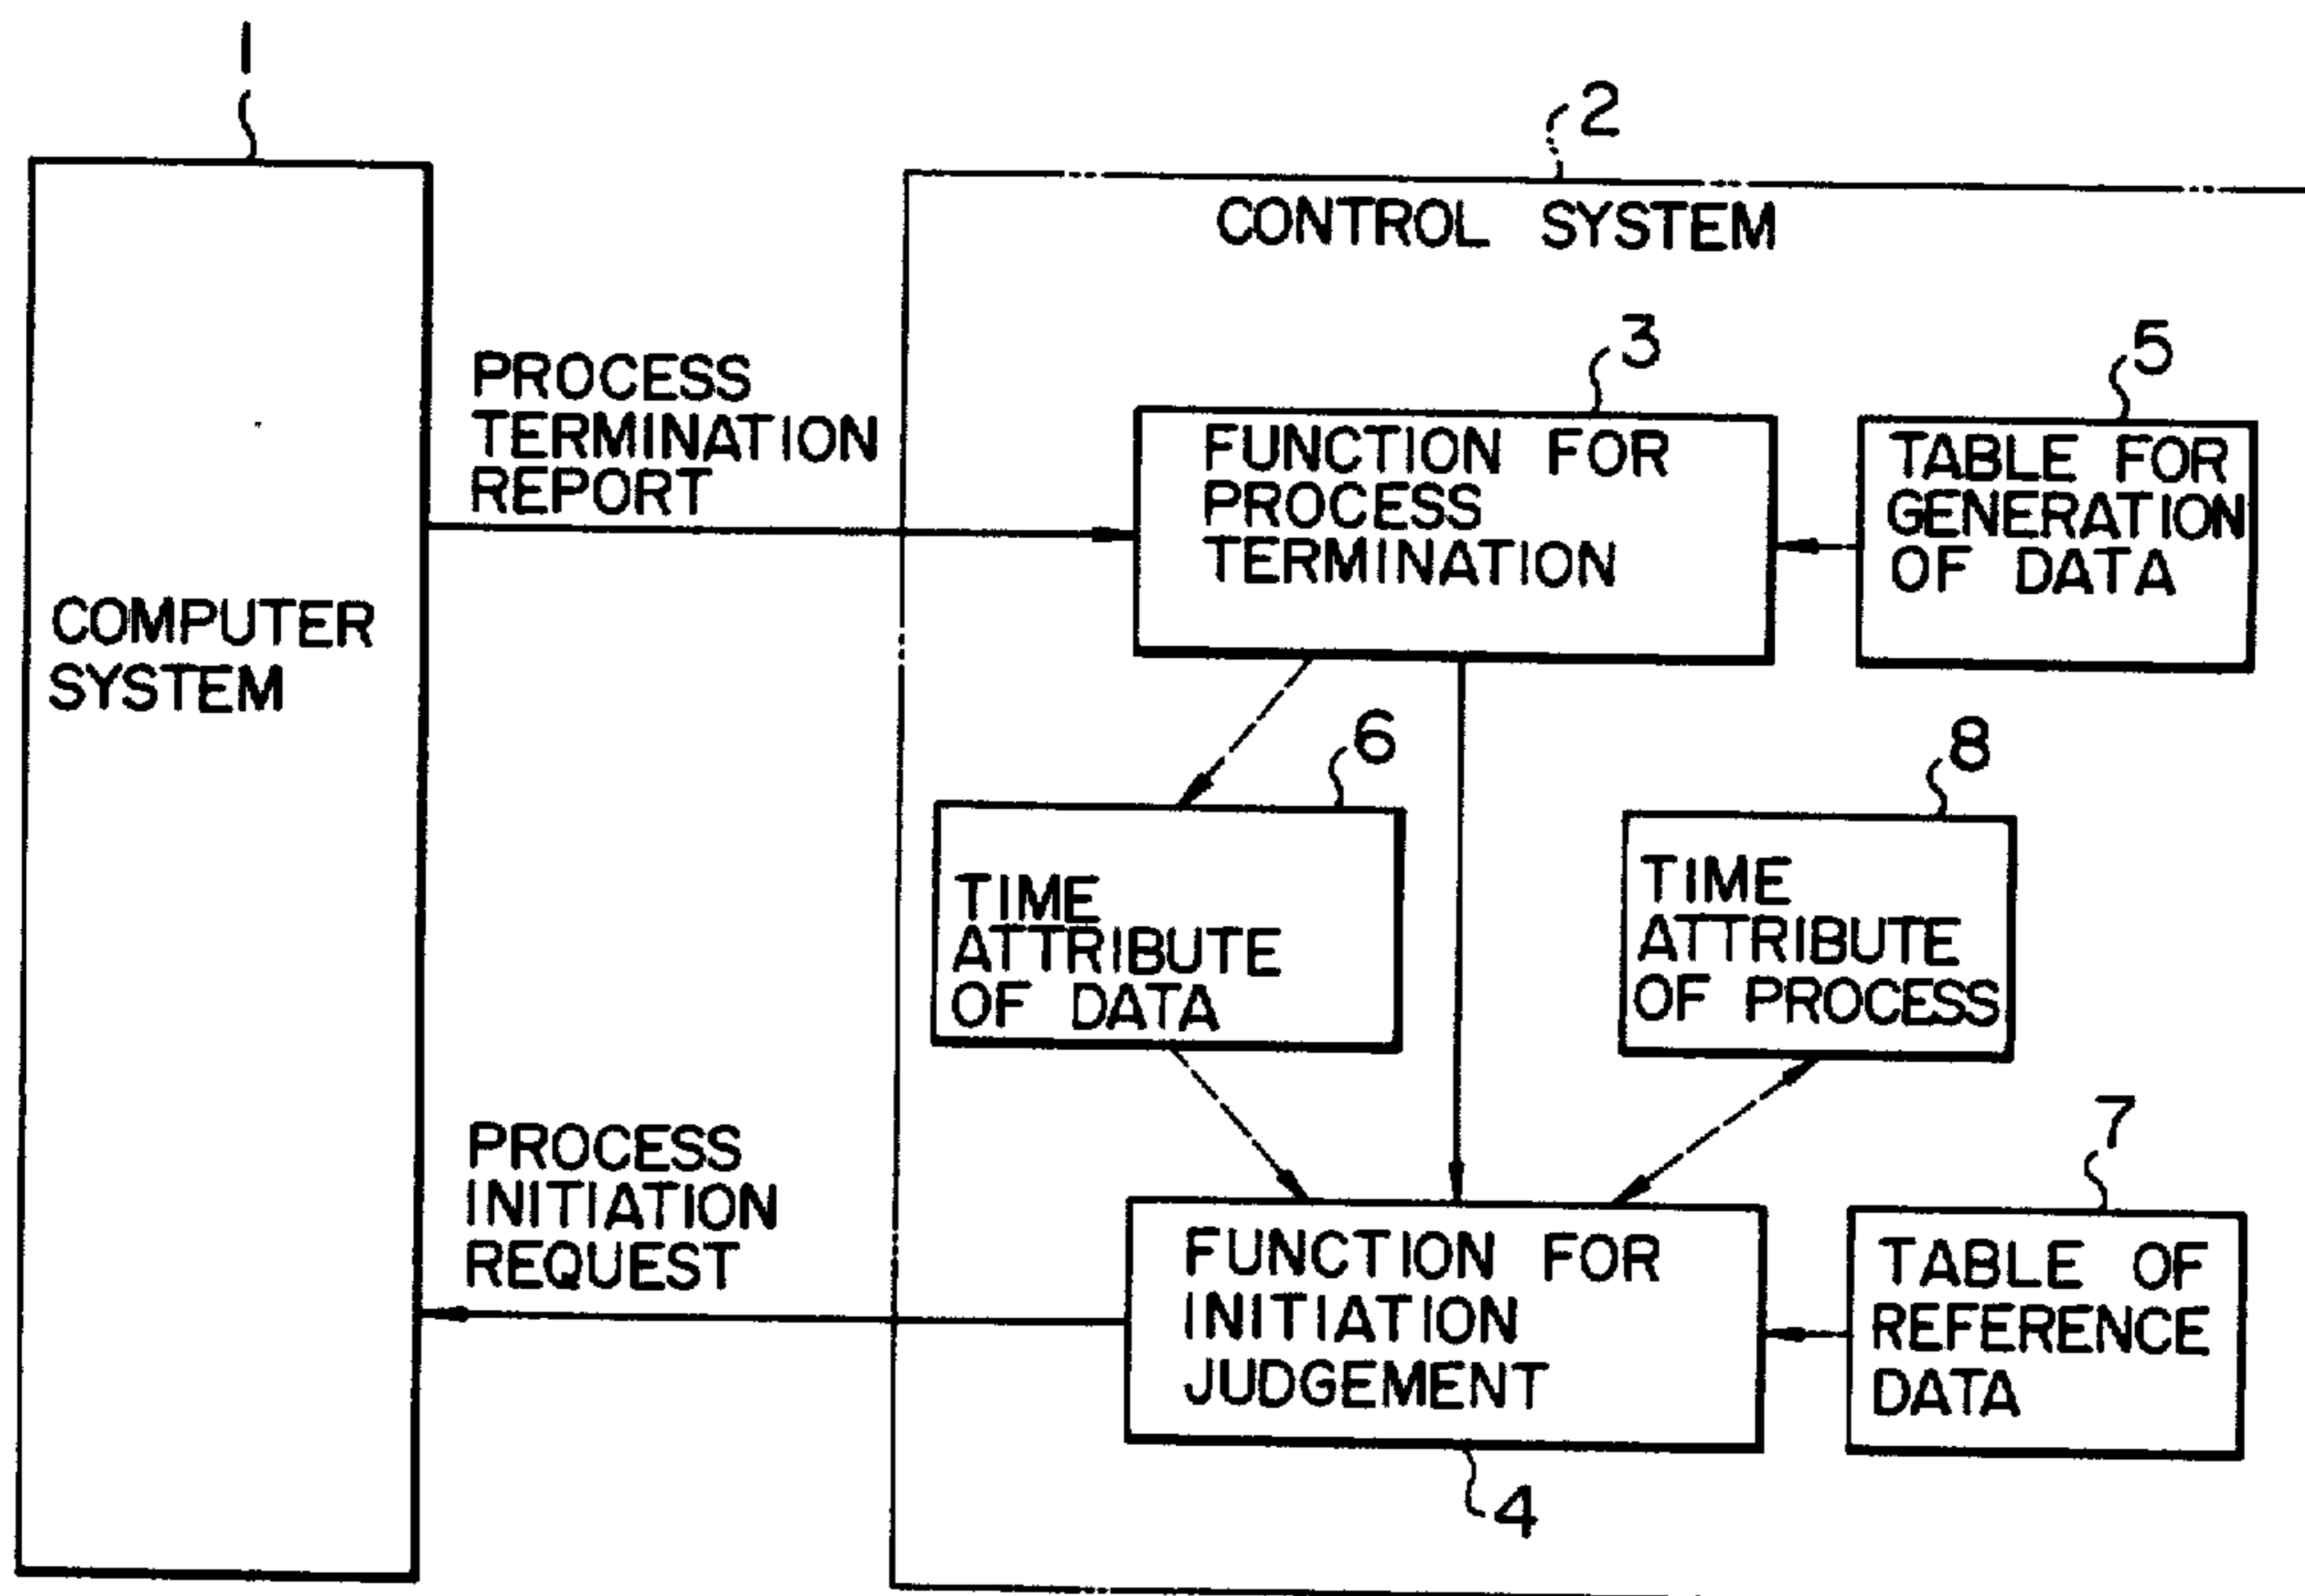 1
2
CONTROL SYSTEM
COMPUTER
SYSTEM
PROCESS
TERMINATION
REPORT
3
FUNCTION FOR
PROCESS
TERMINATION
5
TABLE FOR
GENERATION
OF DATA
6
TIME
ATTRIBUTE
OF DATA
8
TIME
ATTRIBUTE
OF PROCESS
PROCESS
INITIATION
REQUEST
FUNCTION FOR
INITIATION
JUDGEMENT
4
7
TABLE OF
REFERENCE
DATA